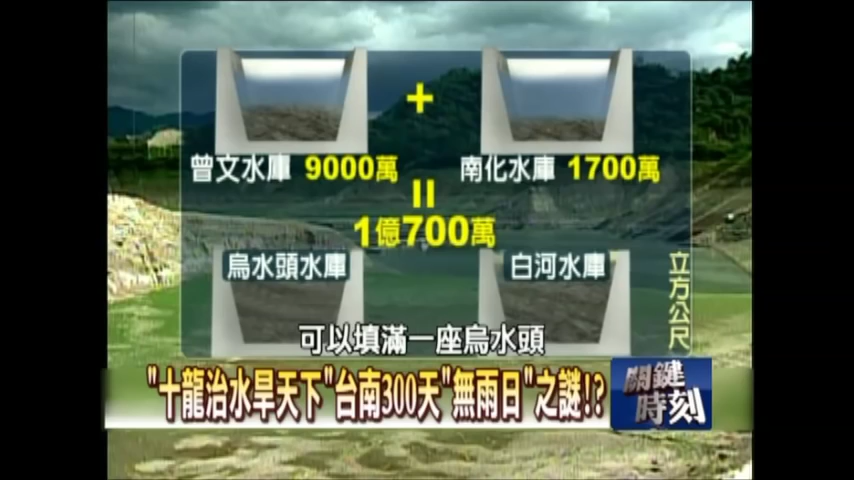 曾文水庫 9000萬
+
南化水庫 1700萬
=
1億700萬
烏水頭水庫
白河水庫
立方公尺
可以填滿一座烏水頭
"十龍治水旱天下"台南300天"無雨日"之謎!?
關鍵時刻